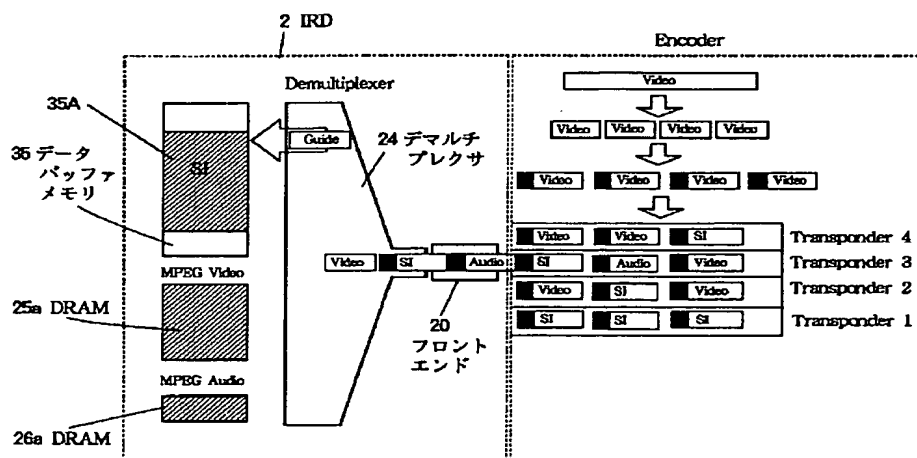 2 IRD
Encoder
Demultiplexer
Video
35A
Guide
24 デマルチ
プレクサ
Video Video Video Video
SI
35 データ
バッファ
メモリ
Video Video Video Video
Video Video SI Transponder 4
Video SI Audio SI Audio Video Transponder 3
MPEG Video
Video SI Video Transponder 2
25a DRAM
20
フロント
エンド
SI SI SI Transponder 1
MPEG Audio
26a DRAM